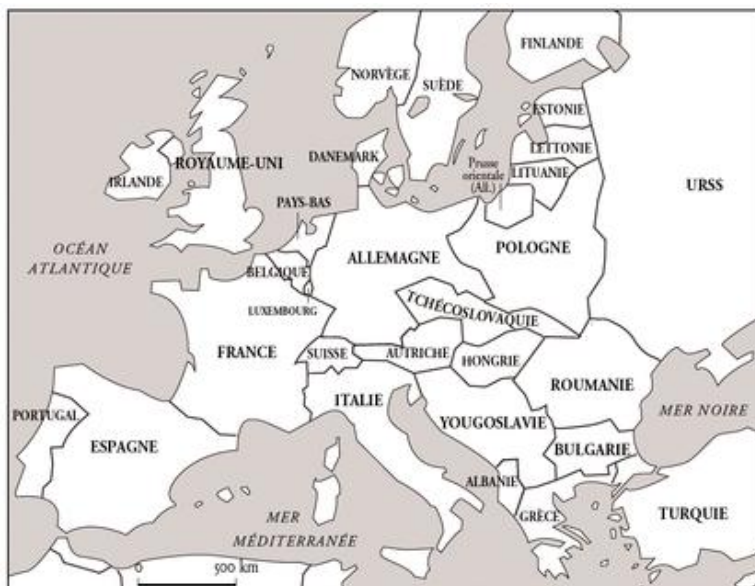 FINLANDE
NORVÈGE
SUÈDE
ESTONIE
LETTONIE
LITUANIE
DANEMARK
Prusse
orientale
(All.)
ROYAUME-UNI
IRLANDE
URSS
PAYS-BAS
OCÉAN
ATLANTIQUE
ALLEMAGNE
POLOGNE
BELGIQUE
LUXEMBOURG
TCHÉCOSLOVAQUIE
FRANCE
SUISSE
AUTRICHE
HONGRIE
ROUMANIE
ITALIE
PORTUGAL
ESPAGNE
YOUGOSLAVIE
MER NOIRE
BULGARIE
ALBANIE
GRÈCE
TURQUIE
MER
MÉDITERRANÉE
0 500 km